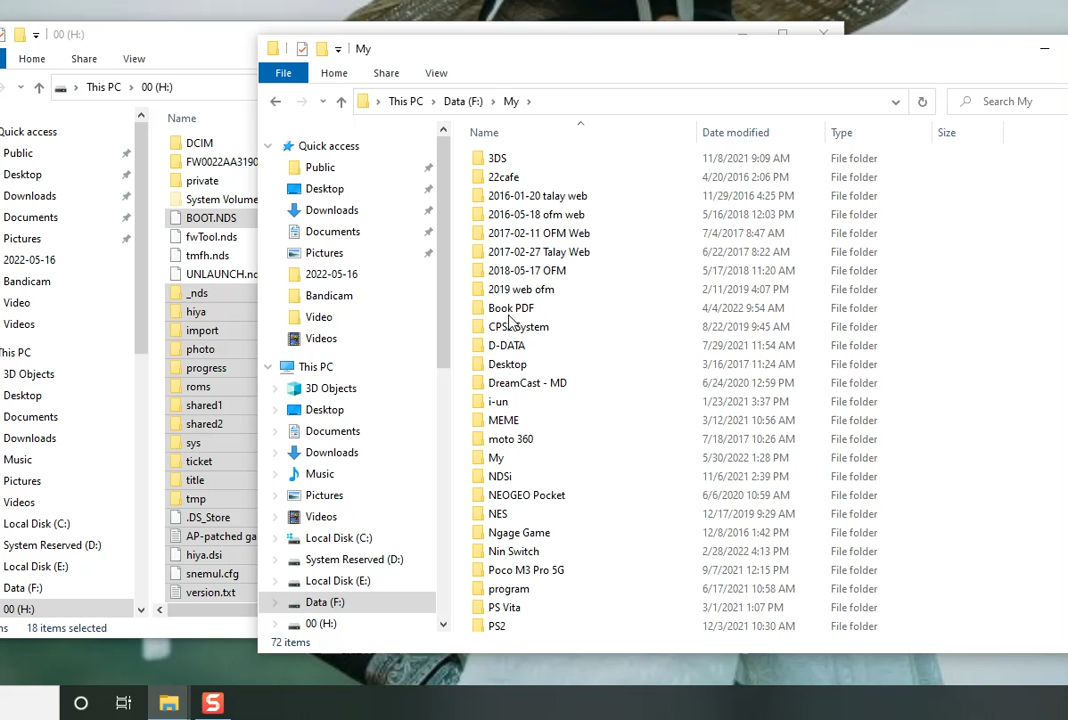 00 (H:)
Home Share View
This PC > 00 (H:)
Name
Quick access
Public
Desktop
Downloads
Documents
Pictures
2022-05-16
Bandicam
Video
Videos
This PC
3D Objects
Desktop
Documents
Downloads
Music
Pictures
Videos
Local Disk (C:)
System Reserved (D:)
Local Disk (E:)
Data (F:)
00 (H:)
DCIM
FW0022AA3190
private
System Volume
BOOT.NDS
fwTool.nds
tmfh.nds
UNLAUNCH.nd
_nds
hiya
import
photo
progress
roms
shared1
shared2
sys
ticket
title
tmp
.DS_Store
AP-patched ga
hiya.dsi
snemul.cfg
version.txt
ms 18 items selected
My
File Home Share View
This PC > Data (F:) > My >
Search My
Quick access
Public
Desktop
Downloads
Documents
Pictures
2022-05-16
Bandicam
Video
Videos
This PC
3D Objects
Desktop
Documents
Downloads
Music
Pictures
Videos
Local Disk (C:)
System Reserved (D:)
Local Disk (E:)
Data (F:)
00 (H:)
Name Date modified Type Size
3DS 11/8/2021 9:09 AM File folder
22cafe 4/20/2016 2:06 PM File folder
2016-01-20 talay web 11/29/2016 4:25 PM File folder
2016-05-18 ofm web 5/16/2018 12:03 PM File folder
2017-02-11 OFM Web 7/4/2017 8:47 AM File folder
2017-02-27 Talay Web 6/22/2017 8:22 AM File folder
2018-05-17 OFM 5/17/2018 11:20 AM File folder
2019 web ofm 2/11/2019 4:07 PM File folder
Book PDF 4/4/2022 9:54 AM File folder
System 8/22/2019 9:45 AM File folder
D-DATA 7/29/2021 11:54 AM File folder
Desktop 3/16/2017 11:24 AM File folder
DreamCast - MD 6/24/2020 12:59 PM File folder
i-un 1/23/2021 3:37 PM File folder
MEME 3/12/2021 10:56 AM File folder
moto 360 7/18/2017 10:26 AM File folder
My 5/30/2022 1:28 PM File folder
NDSi 11/6/2021 2:39 PM File folder
NEOGEO Pocket 6/6/2020 10:59 AM File folder
NES 12/17/2019 9:29 AM File folder
Ngage Game 12/8/2016 1:42 PM File folder
Nin Switch 2/28/2022 4:13 PM File folder
Poco M3 Pro 5G 9/7/2021 12:15 PM File folder
program 6/17/2021 10:58 AM File folder
PS Vita 3/1/2021 1:07 PM File folder
PS2 12/3/2021 10:30 AM File folder
72 items
S